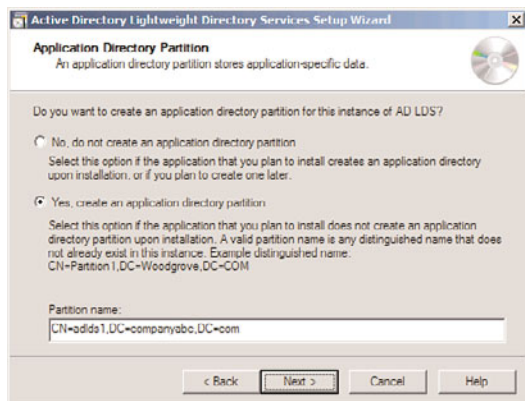 Active Directory Lightweight Directory Services Setup Wizard
Application Directory Partition
An application directory partition stores application-specific data.
Do you want to create an application directory partition for this instance of AD LDS?
No, do not create an application directory partition
Select this option if the application that you plan to install creates an application directory
upon installation, or if you plan to create one later.
Yes, create an application directory partition
Select this option if the application that you plan to install does not create an application
directory partition upon installation. A valid partition name is any distinguished name that does
not already exist in this instance. Example distinguished name:
CN=Partition1,DC=Woodgrove,DC=COM
Partition name:
CN=adlds1,DC=companyabc,DC=com
< Back
Next >
Cancel
Help